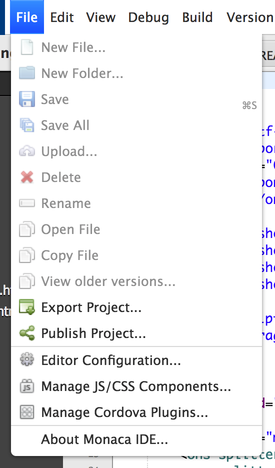 File Edit View Debug Build Version
New File...
New Folder...
Save ⌘S
Save All
Upload...
Delete
Rename
Open File
Copy File
View older versions...
Export Project...
Publish Project...
Editor Configuration...
Manage JS/CSS Components...
Manage Cordova Plugins...
About Monaca IDE...